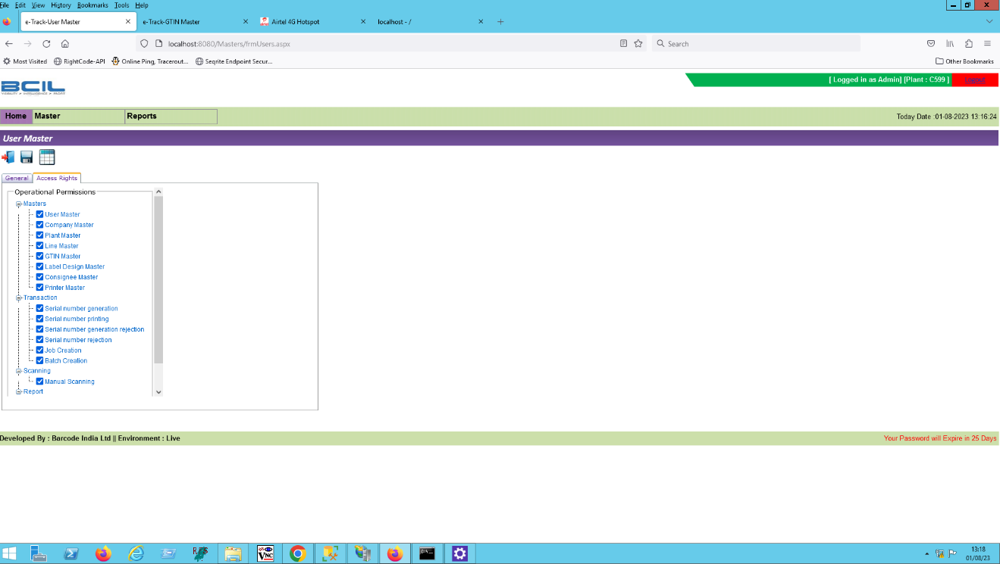 File Edit View History Bookmarks Tools Help
e-Track-User Master
e-Track-GTIN Master
Airtel 4G Hotspot
localhost - /
localhost:8080/Masters/frmUsers.aspx
Search
Most Visited
RightCode-API
Online Ping, Tracerout...
Seqrite Endpoint Secur...
Other Bookmarks
BCIL
[ Logged in as Admin] [Plant : C599 ]
Logout
Home Master Reports
Today Date :01-08-2023 13:16:24
User Master
General Access Rights
Operational Permissions
Masters
User Master
Company Master
Plant Master
Line Master
GTIN Master
Label Design Master
Consignee Master
Printer Master
Transaction
Serial number generation
Serial number printing
Serial number generation rejection
Serial number rejection
Job Creation
Batch Creation
Scanning
Manual Scanning
Report
Developed By : Barcode India Ltd || Environment : Live
Your Password will Expire in 25 Days
VNC
13:18
01/08/23